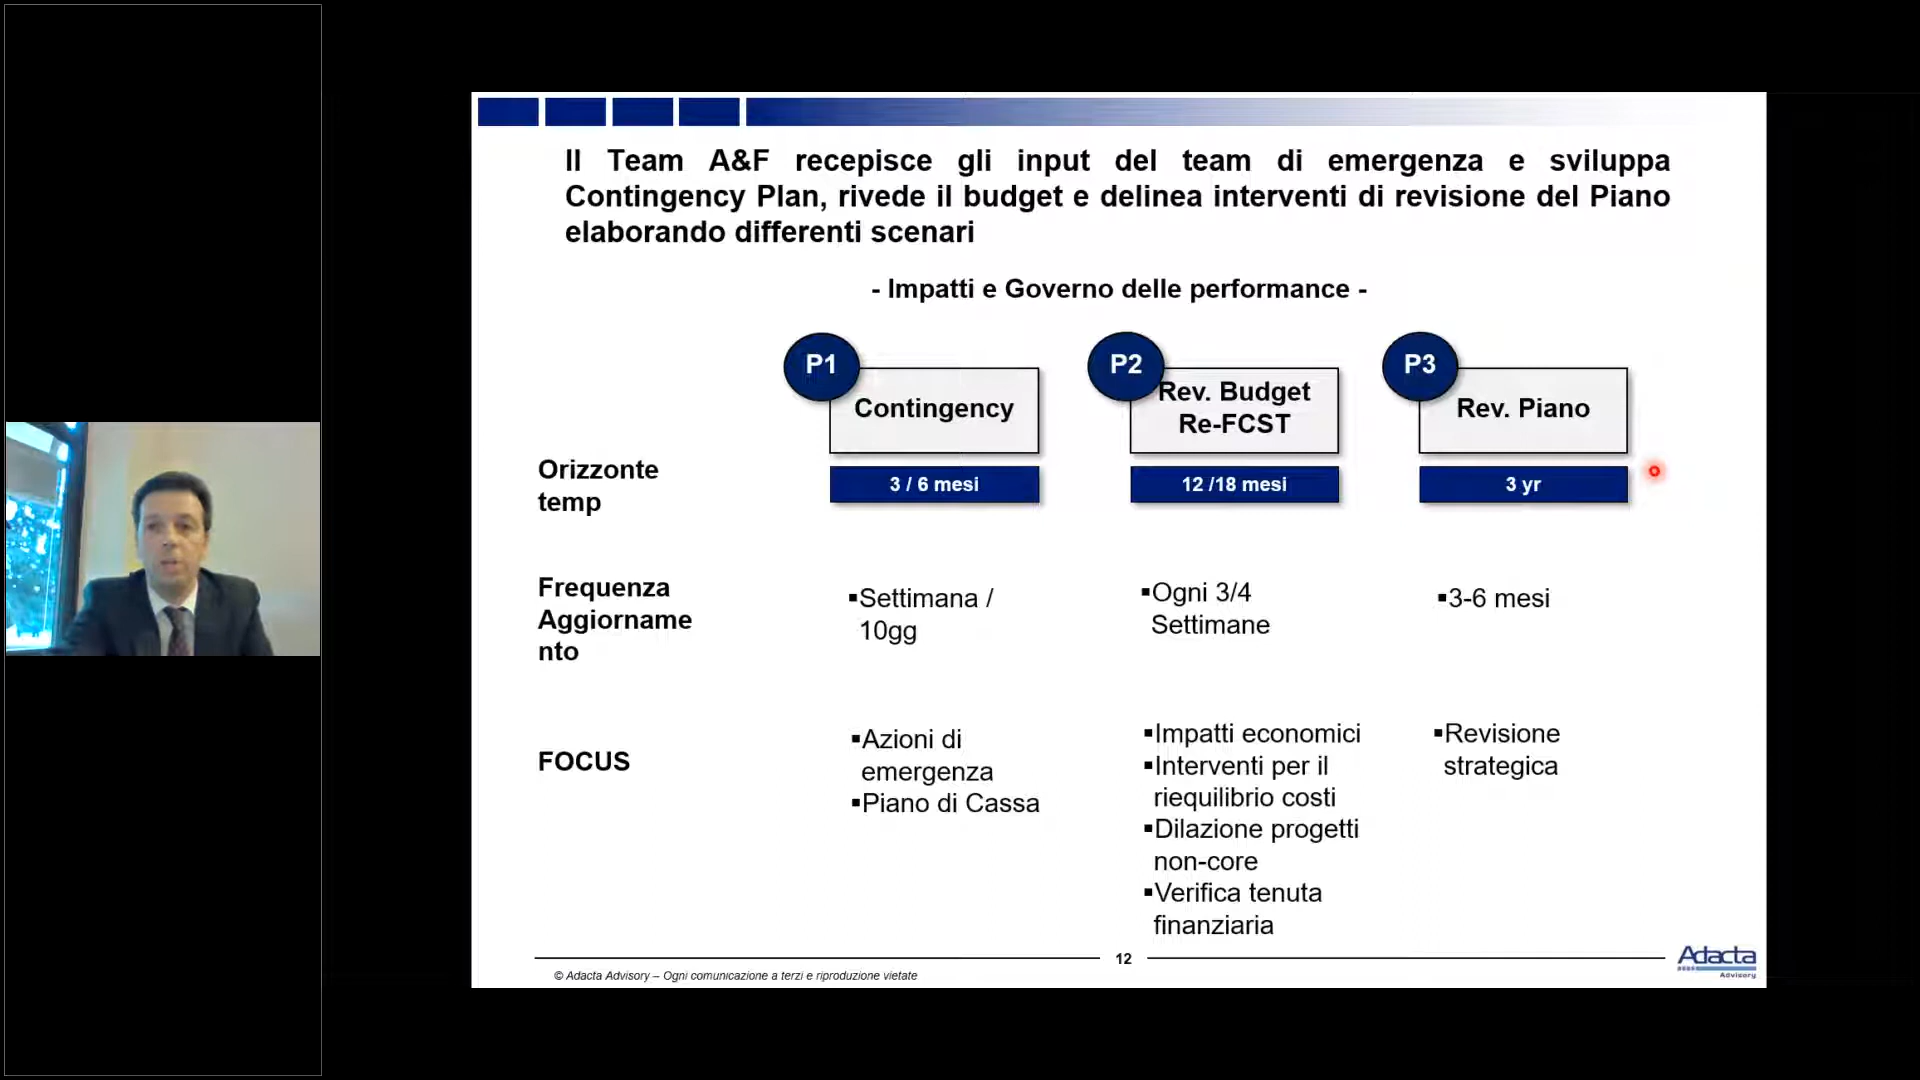 Il Team A&F recepisce gli input del team di emergenza e sviluppa
Contingency Plan, rivede il budget e delinea interventi di revisione del Piano
elaborando differenti scenari
- Impatti e Governo delle performance -
P1
Contingency
P2
Rev. Budget
Re-FCST
P3
Rev. Piano
Orizzonte
temp
3 / 6 mesi
12 /18 mesi
3 yr
Frequenza
Aggiorname
nto
▪Settimana /
10gg
▪Ogni 3/4
Settimane
▪3-6 mesi
FOCUS
▪Azioni di
emergenza
▪Piano di Cassa
▪Impatti economici
▪Interventi per il
riequilibrio costi
▪Dilazione progetti
non-core
▪Verifica tenuta
finanziaria
▪Revisione
strategica
12
© Adacta Advisory – Ogni comunicazione a terzi e riproduzione vietate
Adacta
Advisory